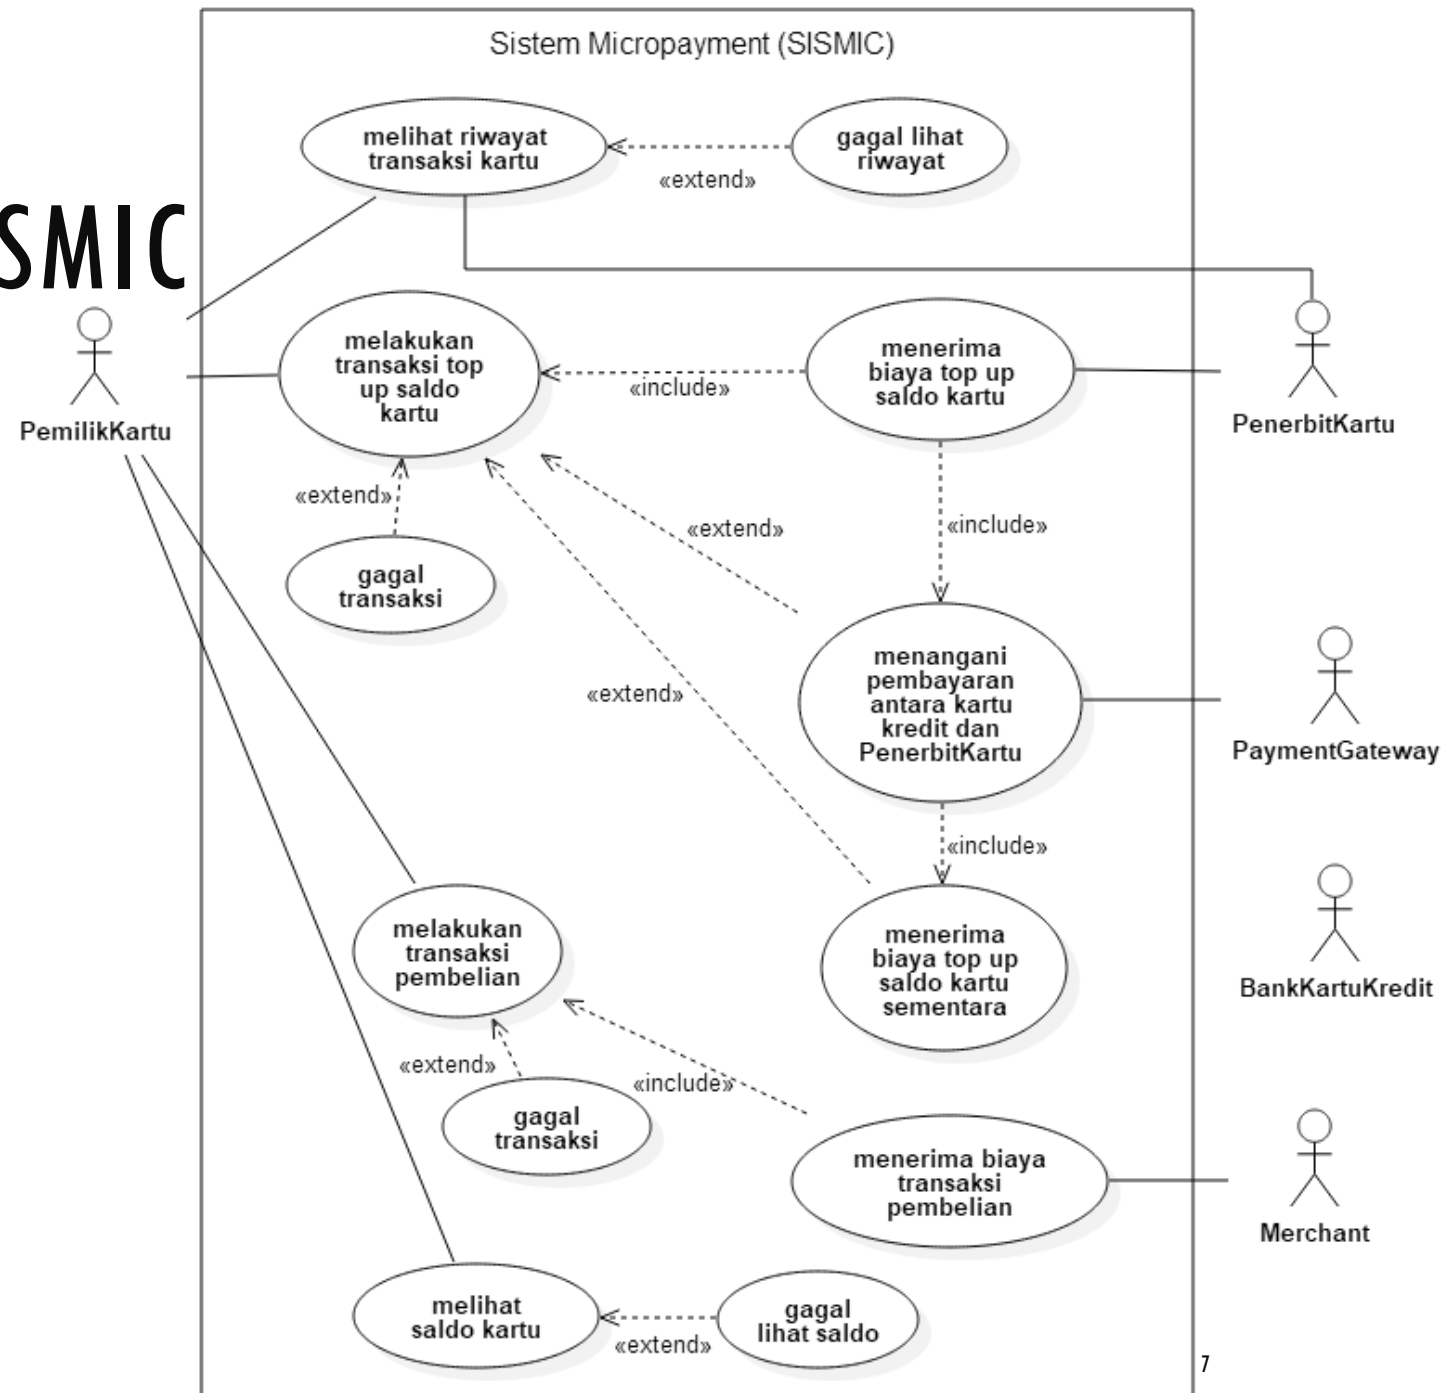 Sistem Micropayment (SISMIC)
melihat riwayat
transaksi kartu
gagal lihat
riwayat
«extend»
SMIC
melakukan
transaksi top
up saldo
kartu
menerima
biaya top up
saldo kartu
«include»
PemilikKartu
PenerbitKartu
«extend»
«extend»
«include»
gagal
transaksi
menangani
pembayaran
antara kartu
kredit dan
PenerbitKartu
«extend»
PaymentGateway
«include»
melakukan
transaksi
pembelian
menerima
biaya top up
saldo kartu
sementara
BankKartuKredit
«extend»
«include»
gagal
transaksi
menerima biaya
transaksi
pembelian
Merchant
melihat
saldo kartu
gagal
lihat saldo
«extend»
7